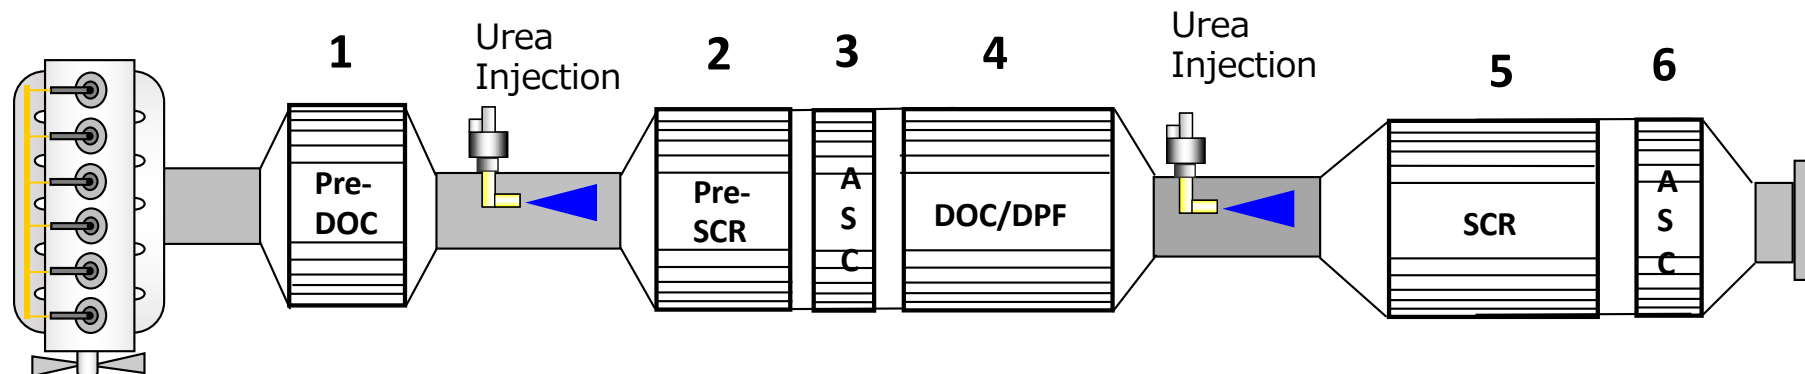 1
Urea
Injection
2
3
4
Urea
Injection
5
6
Pre-
DOC
Pre-
SCR
A
S
C
DOC/DPF
SCR
A
S
C